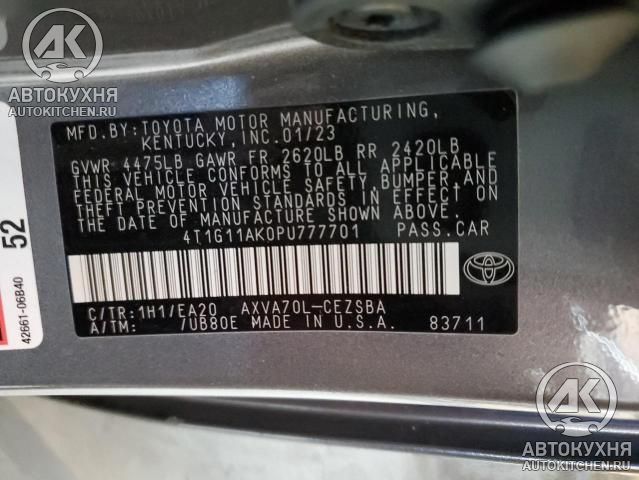 АК
АВТОКУХНЯ
AUTOKITCHEN.RU
MFD.BY:TOYOTA MOTOR MANUFACTURING,
KENTUCKY, INC. 01/23
GVWR 4475LB GAWR FR 2620LB RR 2420LB
THIS VEHICLE CONFORMS TO ALL APPLICABLE
FEDERAL MOTOR VEHICLE SAFETY, BUMPER, AND
THEFT PREVENTION STANDARDS IN EFFECT ON
THE DATE OF MANUFACTURE SHOWN ABOVE.
4T1G11AK0PU777701 PASS.CAR
C/TR:1H1/EA20 AXVA70L-CEZSBA
A/TM: 7UB80E MADE IN U.S.A. 83711
52
42661-06B40
АК
АВТОКУХНЯ
AUTOKITCHEN.RU